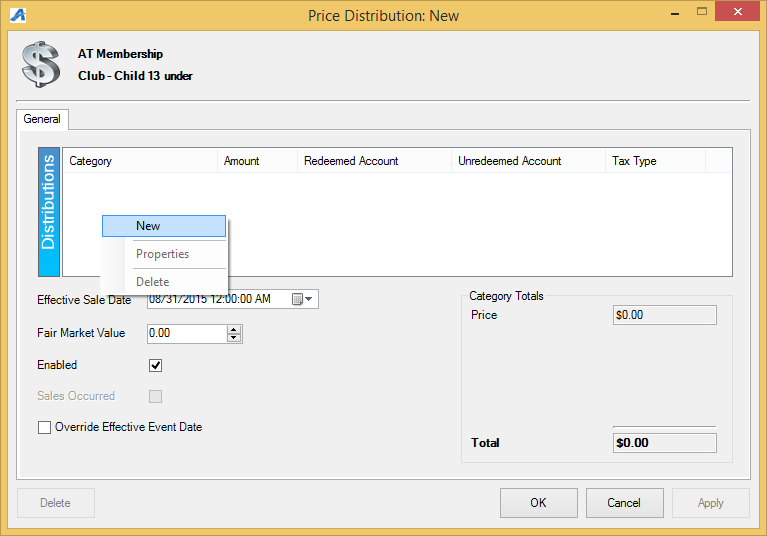 Price Distribution: New
AT Membership
Club - Child 13 under
General
Distributions
Category Amount Redeemed Account Unredeemed Account Tax Type
New
Properties
Delete
Effective Sale Date 08/31/2015 12:00:00 AM
Fair Market Value 0.00
Enabled
Sales Occurred
Override Effective Event Date
Category Totals
Price $0.00
Total $0.00
Delete OK Cancel Apply